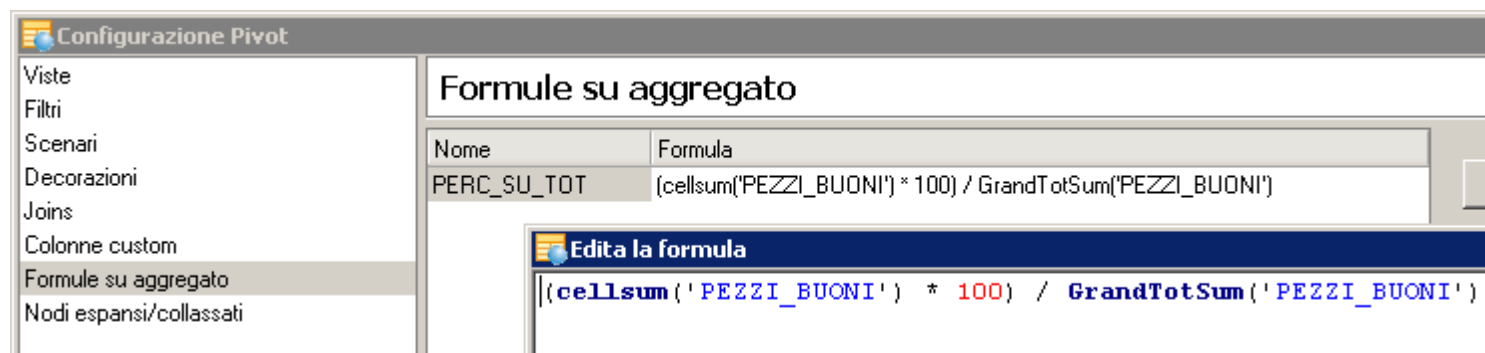 Configurazione Pivot
Viste
Filtri
Scenari
Decorazioni
Joins
Colonne custom
Formule su aggregato
Nodi espansi/collassati
Formule su aggregato
Nome Formula
PERC_SU_TOT (cellsum('PEZZI_BUONI') * 100) / GrandTotSum('PEZZI_BUONI')
Edita la formula
(cellsum('PEZZI_BUONI') * 100) / GrandTotSum('PEZZI_BUONI')